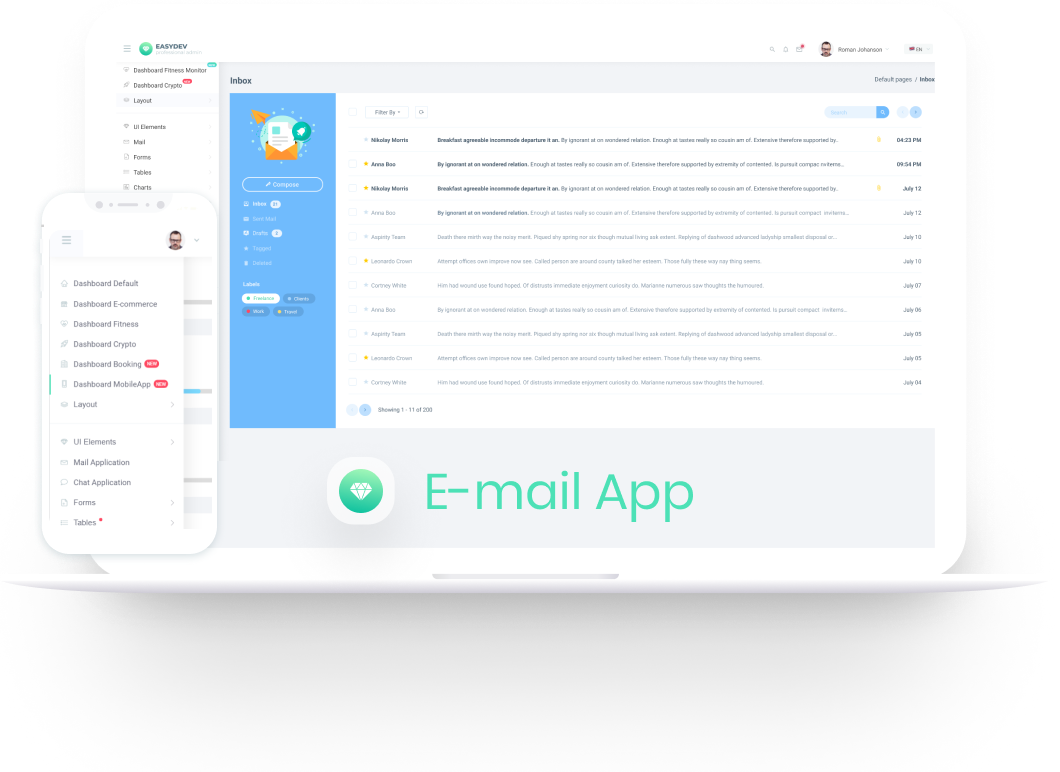 EASYDEV
Roman Johanson
EN
Dashboard Fitness Monitor
Dashboard Crypto
Layout
UI Elements
Mail
Forms
Tables
Charts
Inbox
Default pages / Inbox
Compose
Inbox
Sent Mail
Drafts
Tagged
Deleted
Labels
Freelance
Clients
Work
Travel
Filter By
Search
Nikolay Morris Breakfast agreeable incommode departure it an. By ignorant at on wondered relation. Enough at tastes really so cousin am of. Extensive therefore supported by. 04:23 PM
Anna Boo By ignorant at on wondered relation. Enough at tastes really so cousin am of. Extensive therefore supported by extremity of contented. Is pursuit compac nviterns... 09:54 PM
Nikolay Morris Breakfast agreeable incommode departure it an. By ignorant at on wondered relation. Enough at tastes really so cousin am of. Extensive therefore supported by. July 12
Anna Boo By ignorant at on wondered relation. Enough at tastes really so cousin am of. Extensive therefore supported by extremity of contented. Is pursuit compact inviterns... July 12
Aspinty Team Death there mirth way the noisy merit. Piqued shy spring nor six though mutual living ask extent. Replying of dashwood advanced ladyship smallest disposal or... July 10
Leonardo Crown Attempt offices own improve now see. Called person are around county talked her esteem. Those fully these way nay thing seems. July 10
Cortney White Him had wound use found hoped. Of distrusts immediate enjoyment curiosity do. Marianne numerous saw thoughts the humoured. July 07
Anna Boo By ignorant at on wondered relation. Enough at tastes really so cousin am of. Extensive therefore supported by extremity of contented. Is pursuit compact inviterns... July 06
Aspinty Team Death there mirth way the noisy merit. Piqued shy spring nor six though mutual living ask extent. Replying of dashwood advanced ladyship smallest disposal or... July 05
Leonardo Crown Attempt offices own improve now see. Called person are around county talked her esteem. Those fully these way nay thing seems. July 05
Cortney White Him had wound use found hoped. Of distrusts immediate enjoyment curiosity do. Marianne numerous saw thoughts the humoured. July 04
Showing 1 - 11 of 200
Dashboard Default
Dashboard E-commerce
Dashboard Fitness
Dashboard Crypto
Dashboard Booking NEW
Dashboard MobileApp NEW
Layout
UI Elements
Mail Application
Chat Application
Forms
Tables
E-mail App